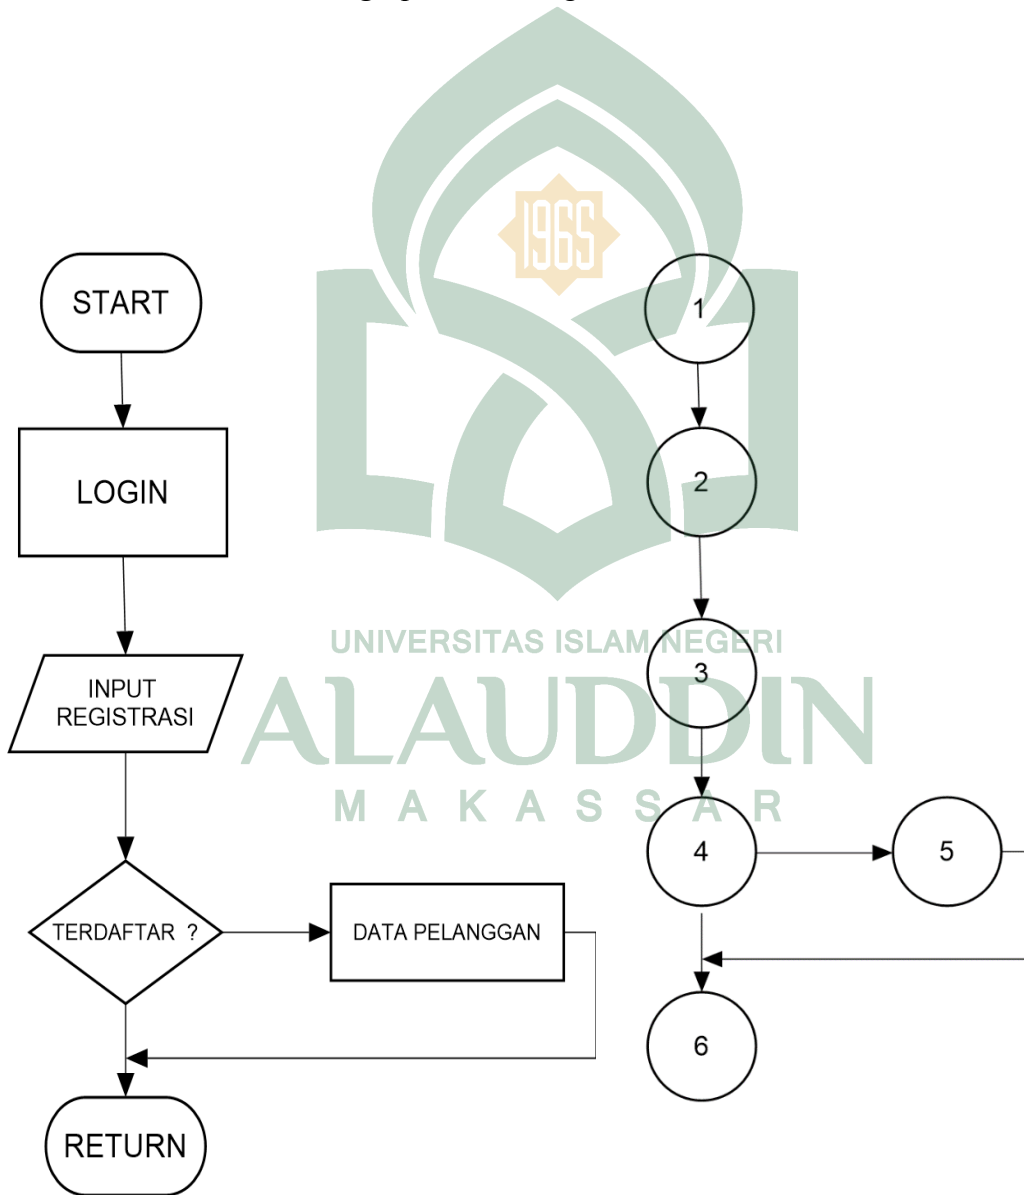 1965
START
1
LOGIN
2
UNIVERSITAS ISLAM NEGERI
INPUT
REGISTRASI
3
ALAUDDIN
MAKASSAR
4
5
TERDAFTAR ?
DATA PELANGGAN
6
RETURN